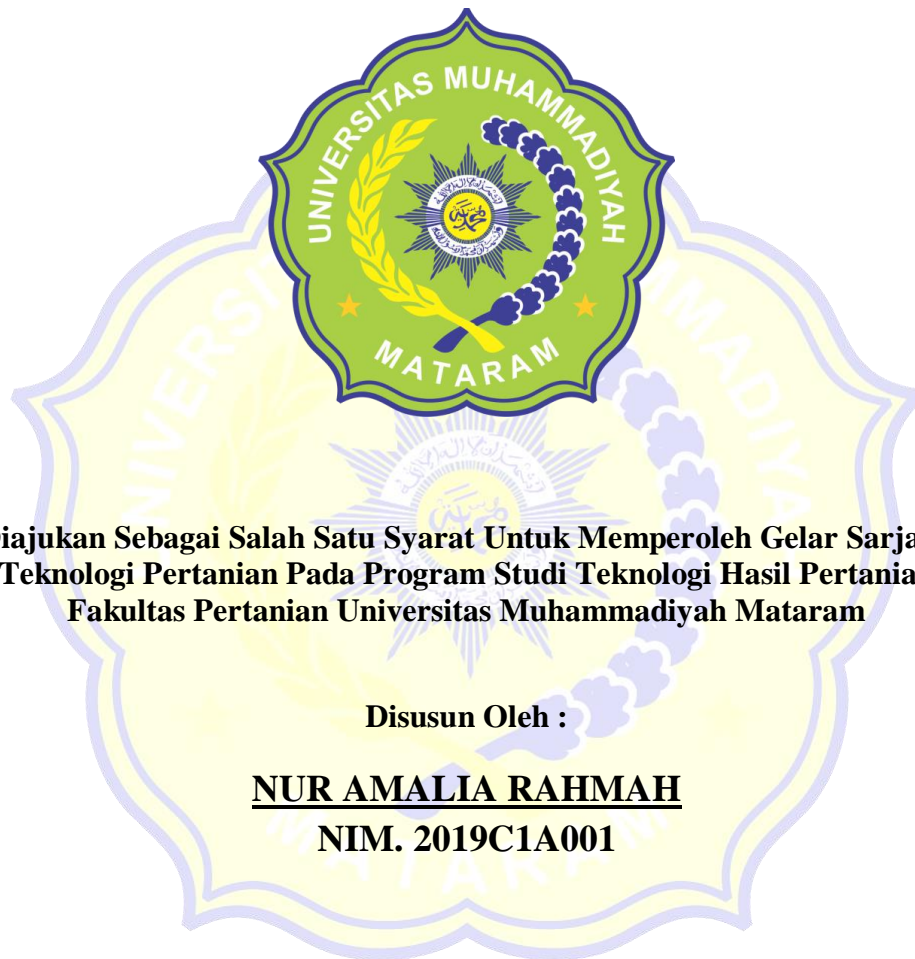 UNIVERSITAS MUHAMMADIYAH
MATARAM
iajukan Sebagai Salah Satu Syarat Untuk Memperoleh Gelar Sarja
Teknologi Pertanian Pada Program Studi Teknologi Hasil Pertania
Fakultas Pertanian Universitas Muhammadiyah Mataram
Disusun Oleh :
NUR AMALIA RAHMAH
NIM. 2019C1A001